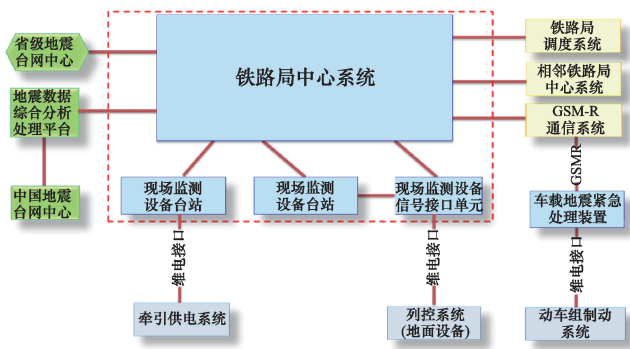 省级地震
台网中心
地震数据
综合分析
处理平台
中国地震
台网中心
铁路局中心系统
铁路局
调度系统
相邻铁路局
中心系统
GSM-R
通信系统
GSMR
现场监测
设备台站
现场监测
设备台站
现场监测设备
信号接口单元
车载地震紧急
处理装置
维电接口
维电接口
维电接口
牵引供电系统
列控系统
(地面设备)
动车组制动
系统